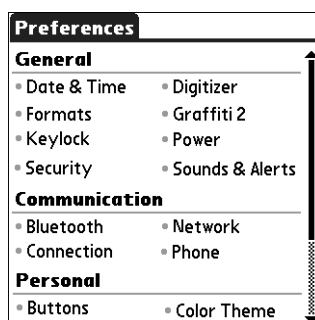 Preferences
General
• Date & Time • Digitizer
• Formats • Graffiti 2
• Keylock • Power
• Security • Sounds & Alerts
Communication
• Bluetooth • Network
• Connection • Phone
Personal
• Buttons • Color Theme